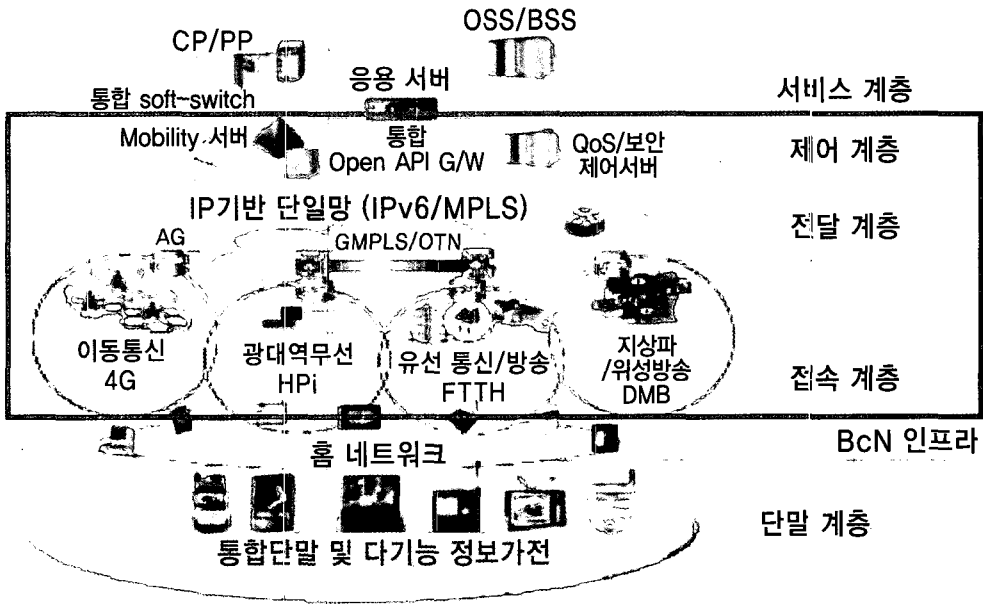 CP/PP
OSS/BSS
응용 서버
서비스 계층
통합 soft-switch
Mobility 서버
통합
Open API G/W
QoS/보안
제어서버
제어 계층
IP기반 단일망 (IPv6/MPLS)
전달 계층
AG
GMPLS/OTN
이동통신
4G
광대역무선
HPi
유선 통신/방송
FTTH
지상파
/위성방송
DMB
접속 계층
BcN 인프라
홈 네트워크
단말 계층
통합단말 및 다기능 정보가전